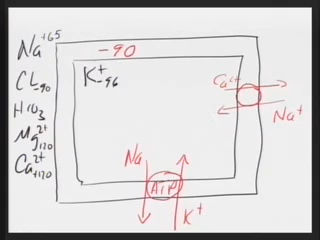 Na+65
-90
K+-96
CL-90
HCO3
Mg2+120
Ca2+ +120
Ca2+
Na+
Na
ATP
K+